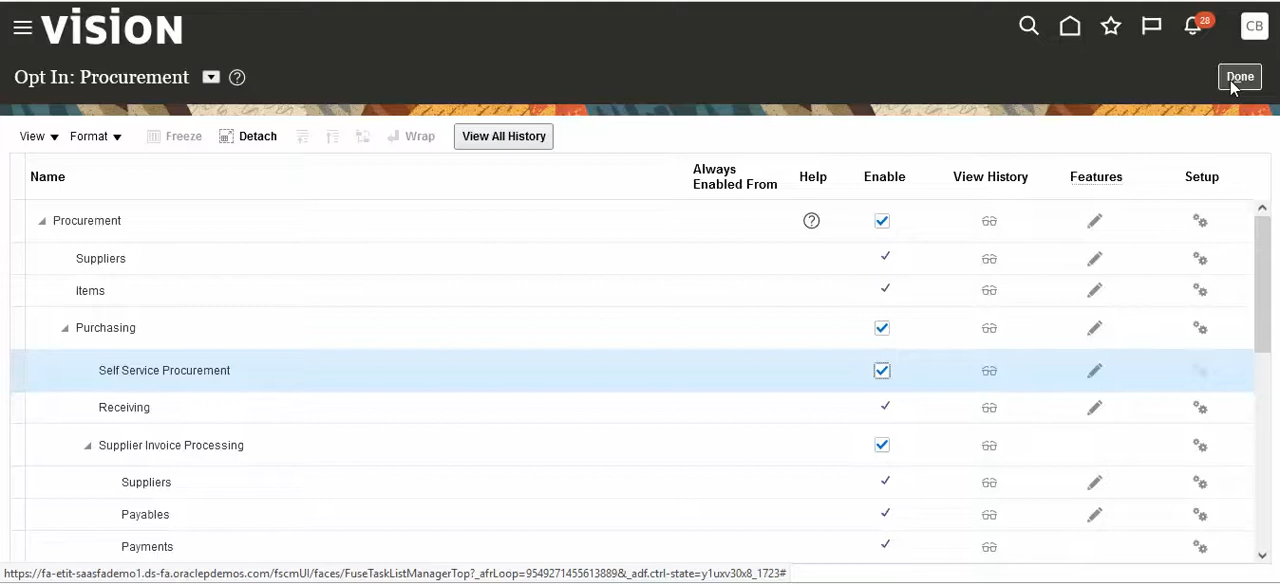 vision
28
CB
Opt In: Procurement
Done
View Format Freeze Detach Wrap View All History
Name Always Enabled From Help Enable View History Features Setup
Procurement
Suppliers
Items
Purchasing
Self Service Procurement
Receiving
Supplier Invoice Processing
Suppliers
Payables
Payments
https://fa-etit-saasfademo1.ds-fa.oraclepdemos.com/fscmUI/faces/FuseTaskListManagerTop?_afrLoop=9549271455613889&_adf.ctrl-state=y1uxv30x8_1723#